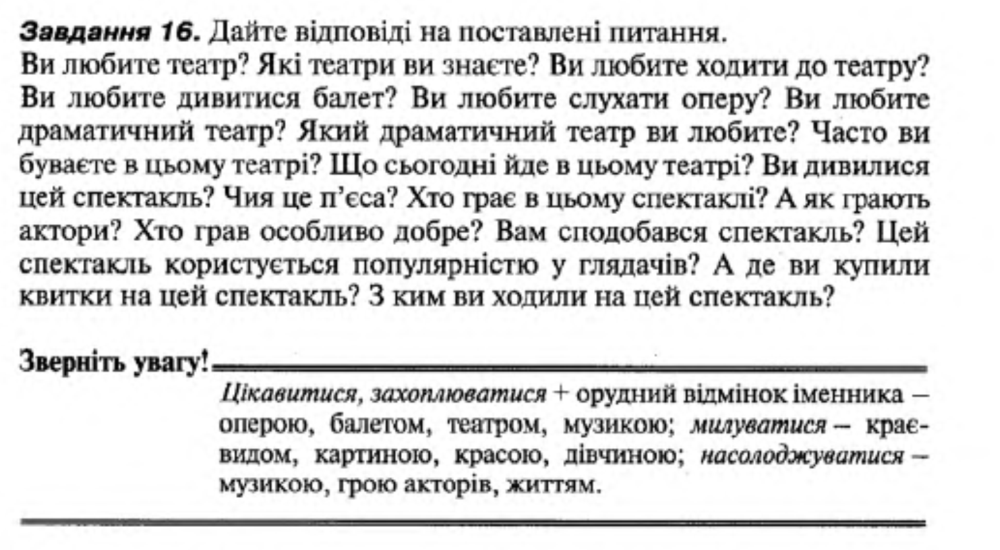 Завдання 16. Дайте відповіді на поставлені питання.
Ви любите театр? Які театри ви знаєте? Ви любите ходити до театру?
Ви любите дивитися балет? Ви любите слухати оперу? Ви любите
драматичний театр? Який драматичний театр ви любите? Часто ви
буваєте в цьому театрі? Що сьогодні йде в цьому театрі? Ви дивилися
цей спектакль? Чия це п’єса? Хто грає в цьому спектаклі? А як грають
актори? Хто грав особливо добре? Вам сподобався спектакль? Цей
спектакль користується популярністю у глядачів? А де ви купили
квитки на цей спектакль? З ким ви ходили на цей спектакль?
Зверніть увагу!
Цікавитися, захоплюватися + орудний відмінок іменника –
оперою, балетом, театром, музикою; милуватися – крає-
видом, картиною, красою, дівчиною; насолоджуватися –
музикою, грою акторів, життям.